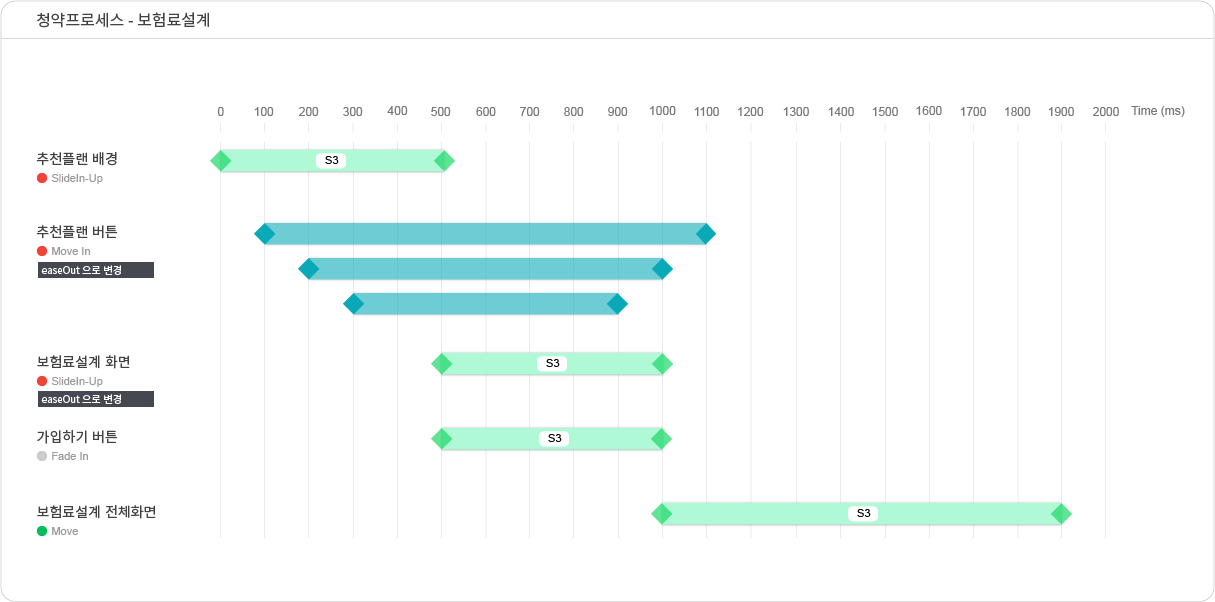 청약프로세스 - 보험료설계
0 100 200 300 400 500 600 700 800 900 1000 1100 1200 1300 1400 1500 1600 1700 1800 1900 2000 Time (ms)
추천플랜 배경
S3
SlideIn-Up
추천플랜 버튼
Move In
easeOut 으로 변경
보험료설계 화면
S3
SlideIn-Up
easeOut 으로 변경
가입하기 버튼
S3
Fade In
보험료설계 전체화면
S3
Move